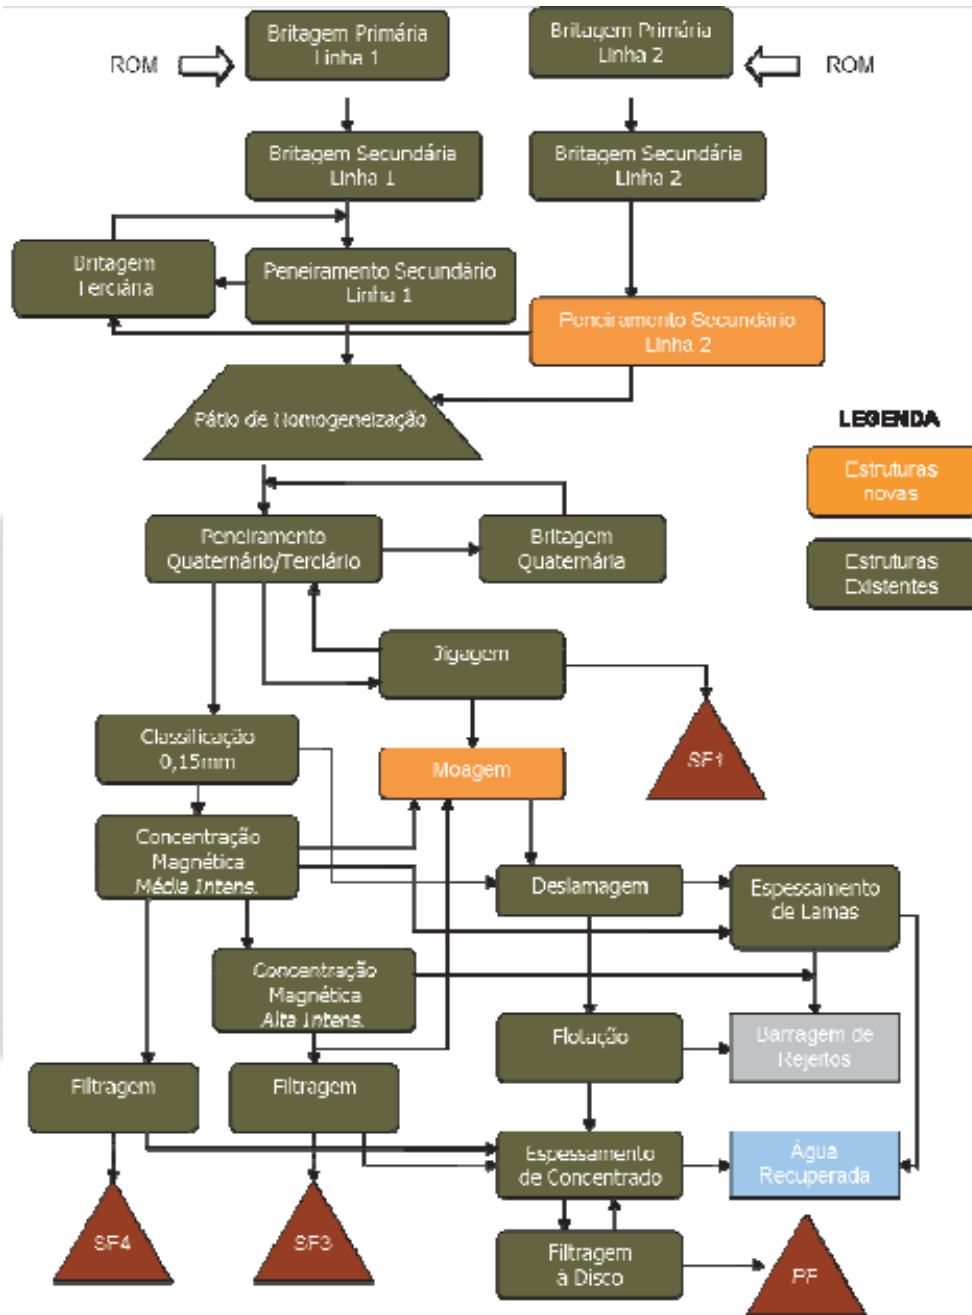 Britagem Primária
Linha 1
Britagem Primária
Linha 2
ROM
ROM
Britagem Secundária
Linha 1
Britagem Secundária
Linha 2
Britagem
Terciária
Peneiramento Secundário
Linha 1
Peneiramento Secundário
Linha 2
Pátio de Homogeneização
LEGENDA
Estruturas
novas
Estruturas
Existentes
Peneiramento
Quaternário/Terciário
Britagem
Quaternária
Jigagem
SF1
Classificação
0,15mm
Moagem
Concentração
Magnética
Média Intens.
Deslamagem
Espessamento
de Lamas
Concentração
Magnética
Alta Intens.
Flotação
Barragem de
Rejeitos
Filtragem
Filtragem
Espessamento
de Concentrado
Água
Recuperada
SF4
SF3
Filtragem
à Disco
PF